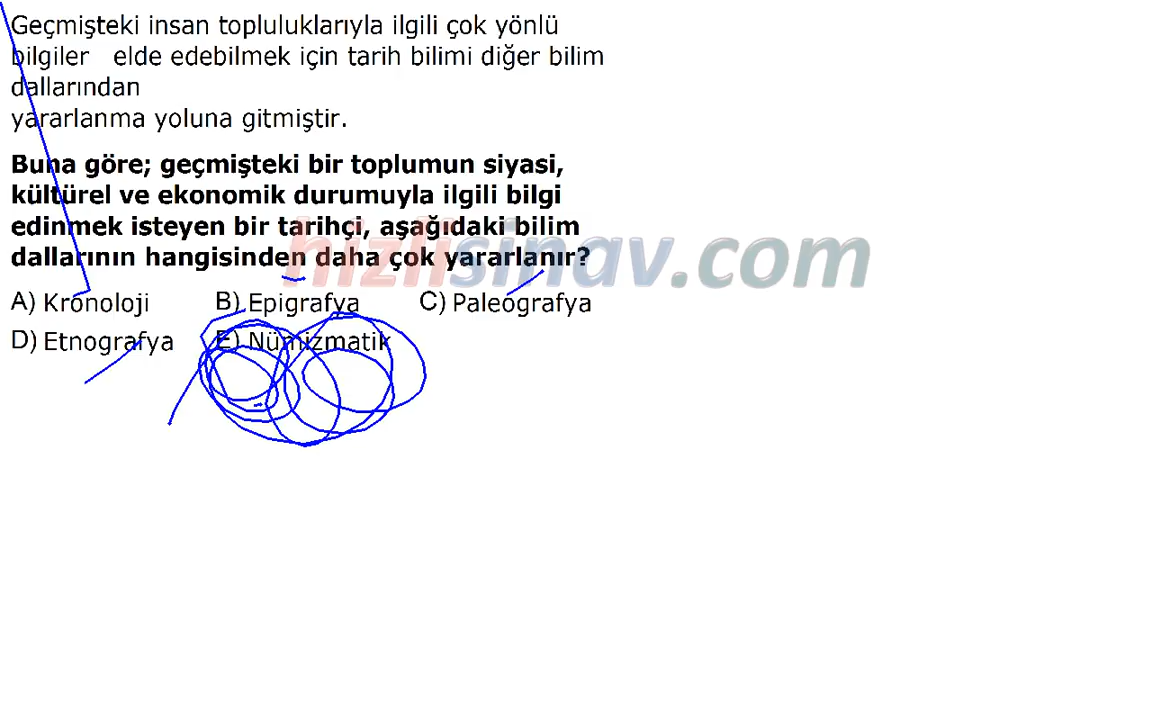 Geçmişteki insan topluluklarıyla ilgili çok yönlü
bilgiler elde edebilmek için tarih bilimi diğer bilim
dallarından
yararlanma yoluna gitmiştir.
Buna göre; geçmişteki bir toplumun siyasi,
kültürel ve ekonomik durumuyla ilgili bilgi
edinmek isteyen bir tarihçi, aşağıdaki bilim
dallarının hangisinden daha çok yararlanır?
hizlisinav.com
A) Kronoloji B) Epigrafya C) Paleografya
D) Etnografya E) Nümizmatik